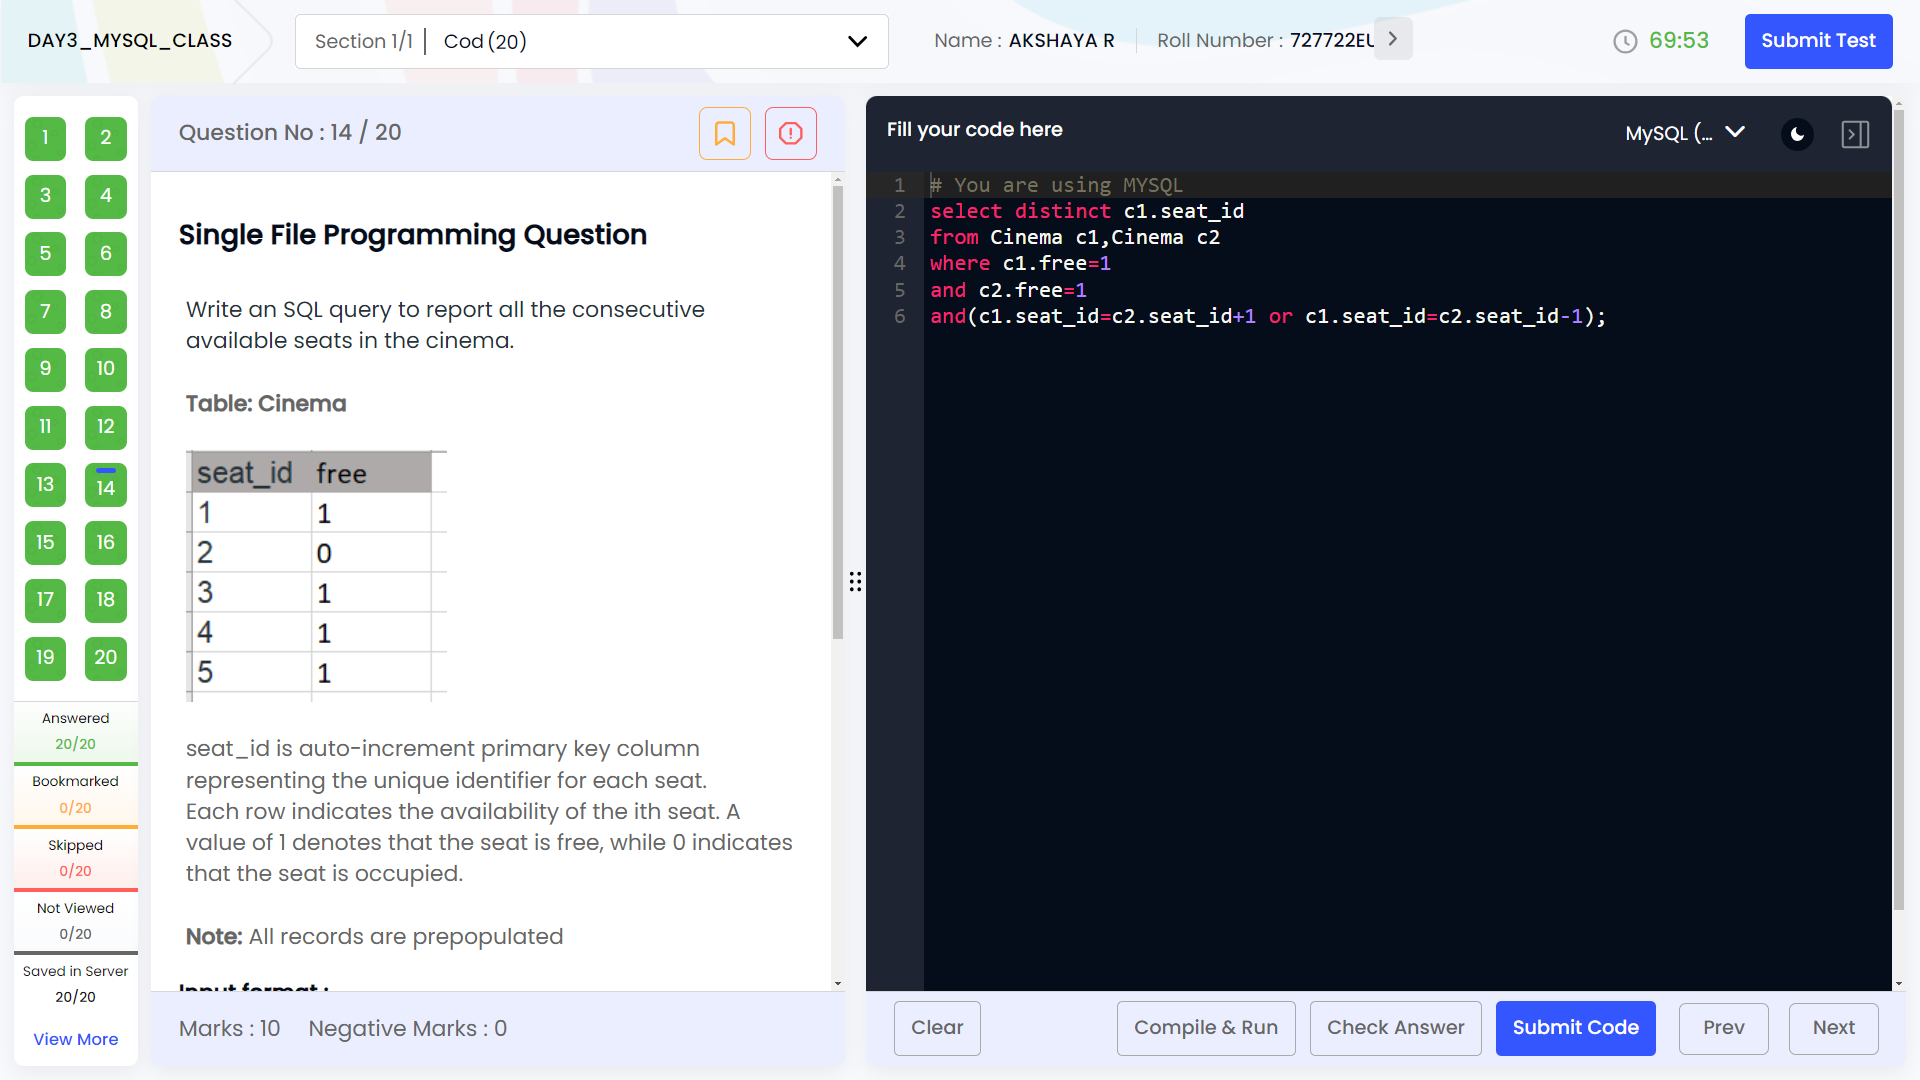 DAY3_MYSQL_CLASS
Section 1/1 | Cod (20)
Name : AKSHAYA R
Roll Number : 727722EU
69:53
Submit Test
1 2
3 4
5 6
7 8
9 10
11 12
13 14
15 16
17 18
19 20
Answered
20/20
Bookmarked
0/20
Skipped
0/20
Not Viewed
0/20
Saved in Server
20/20
View More
Question No : 14 / 20
Single File Programming Question
Write an SQL query to report all the consecutive
available seats in the cinema.
Table: Cinema
seat_id free
1 1
2 0
3 1
4 1
5 1
seat_id is auto-increment primary key column
representing the unique identifier for each seat.
Each row indicates the availability of the ith seat. A
value of 1 denotes that the seat is free, while 0 indicates
that the seat is occupied.
Note: All records are prepopulated
Input format :
Marks : 10 Negative Marks : 0
Fill your code here
MySQL (...
1 # You are using MYSQL
2 select distinct c1.seat_id
3 from Cinema c1,Cinema c2
4 where c1.free=1
5 and c2.free=1
6 and(c1.seat_id=c2.seat_id+1 or c1.seat_id=c2.seat_id-1);
Clear
Compile & Run
Check Answer
Submit Code
Prev
Next